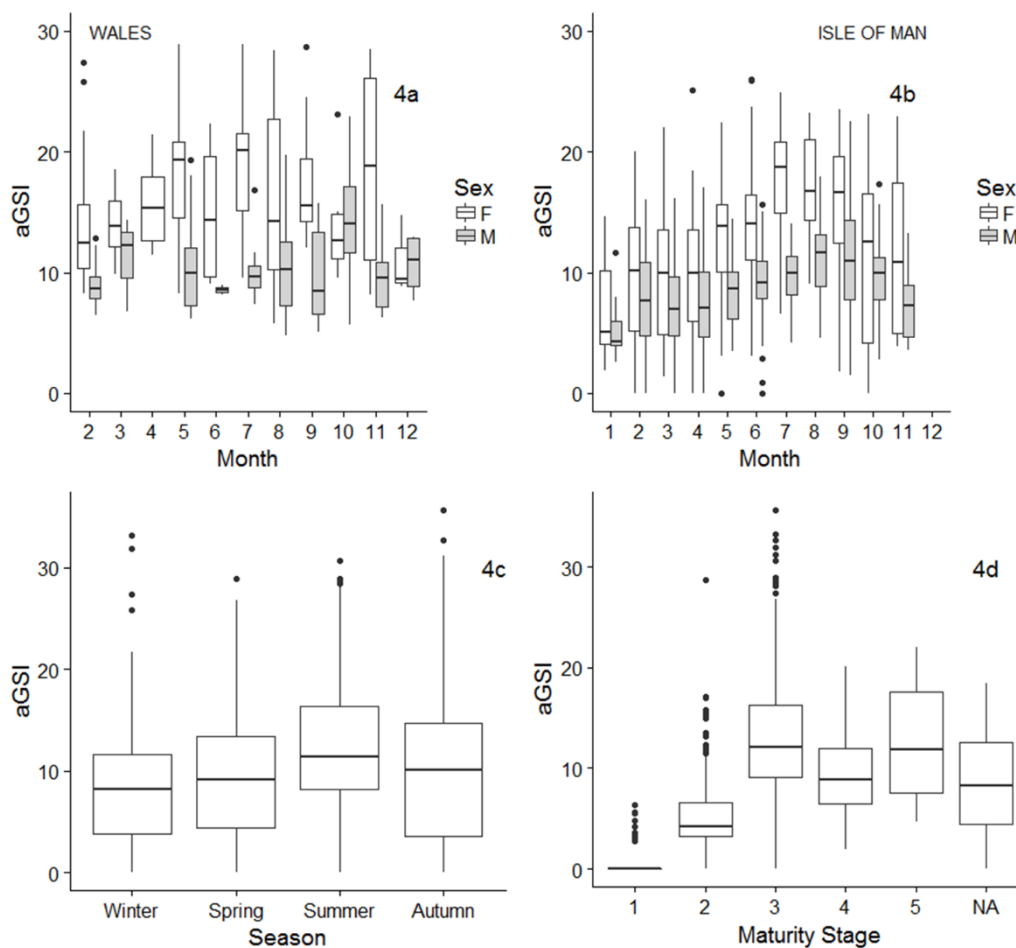 WALES
4a
aGSI
30
20
10
0
2 3 4 5 6 7 8 9 10 11 12
Month
Sex
F
M
ISLE OF MAN
4b
aGSI
30
20
10
0
1 2 3 4 5 6 7 8 9 10 11 12
Month
Sex
F
M
4c
aGSI
30
20
10
0
Winter Spring Summer Autumn
Season
4d
aGSI
30
20
10
0
1 2 3 4 5 NA
Maturity Stage